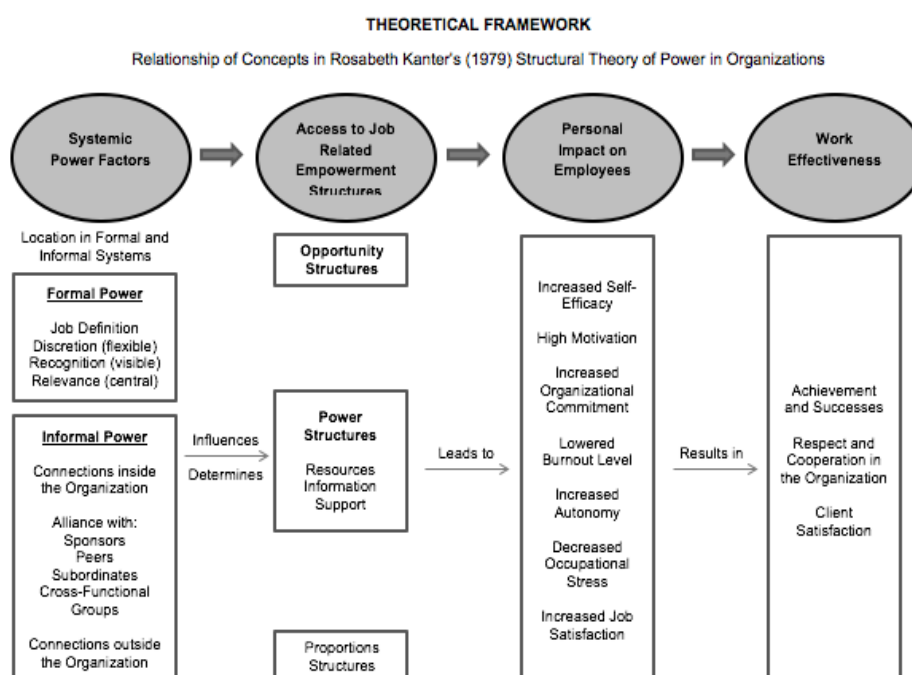 THEORETICAL FRAMEWORK
Relationship of Concepts in Rosabeth Kanter's (1979) Structural Theory of Power in Organizations
Systemic
Power Factors
Access to Job
Related
Empowerment
Structures
Personal
Impact on
Employees
Work
Effectiveness
Location in Formal and
Informal Systems
Formal Power
Job Definition
Discretion (flexible)
Recognition (visible)
Relevance (central)
Informal Power
Connections inside
the Organization
Alliance with:
Sponsors
Peers
Subordinates
Cross-Functional
Groups
Connections outside
the Organization
Influences
Determines
Opportunity
Structures
Power
Structures
Resources
Information
Support
Proportions
Structures
Leads to
Increased Self-
Efficacy
High Motivation
Increased
Organizational
Commitment
Lowered
Burnout Level
Increased
Autonomy
Decreased
Occupational
Stress
Increased Job
Satisfaction
Results in
Achievement
and Successes
Respect and
Cooperation in
the Organization
Client
Satisfaction